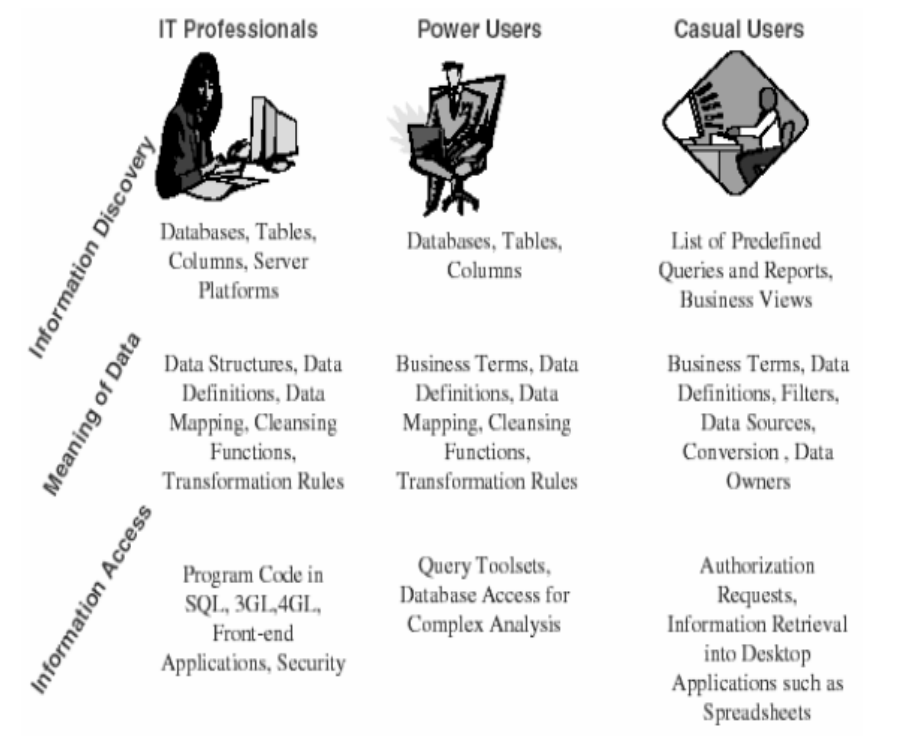 IT Professionals
Power Users
Casual Users
Information Discovery
Databases, Tables,
Columns, Server
Platforms
Databases, Tables,
Columns
List of Predefined
Queries and Reports,
Business Views
Meaning of Data
Data Structures, Data
Definitions, Data
Mapping, Cleansing
Functions,
Transformation Rules
Business Terms, Data
Definitions, Data
Mapping, Cleansing
Functions,
Transformation Rules
Business Terms, Data
Definitions, Filters,
Data Sources,
Conversion , Data
Owners
Information Access
Program Code in
SQL, 3GL,4GL,
Front-end
Applications, Security
Query Toolsets,
Database Access for
Complex Analysis
Authorization
Requests,
Information Retrieval
into Desktop
Applications such as
Spreadsheets